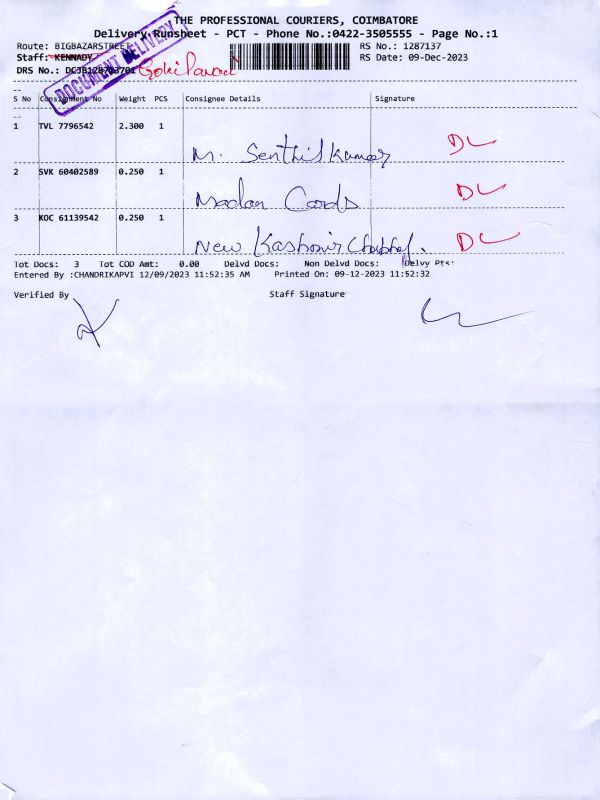 THE PROFESSIONAL COURIERS, COIMBATORE
Delivery Runsheet - PCT - Phone No.:0422-3505555 - Page No.:1
Route: BIGBAZARSTREET
RS No.: 1287137
Staff: KENNADY
RS Date: 09-Dec-2023
DRS No.:
DOCUMENT DELIVERY
S No Consignment No Weight PCS Consignee Details Signature
1 TVL 7796542 2.300 1 M. Senthil Kumar DL
2 SVK 60402589 0.250 1 Madan Cards DL
3 KOC 61139542 0.250 1 New Kashmir DL
Tot Docs: 3 Tot COD Amt: 0.00 Delvd Docs: Non Delvd Docs: Delvy Pts:
Entered By :CHANDRIKAPVI 12/09/2023 11:52:35 AM Printed On: 09-12-2023 11:52:32
Verified By Staff Signature